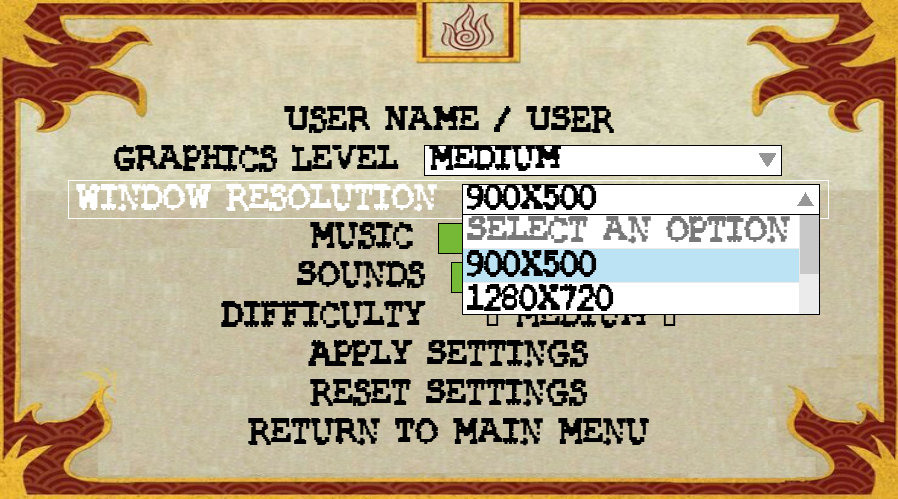 USER NAME / USER
GRAPHICS LEVEL MEDIUM
WINDOW RESOLUTION 900X500
SELECT AN OPTION
900X500
1280X720
MUSIC
SOUNDS
DIFFICULTY MEDIUM
APPLY SETTINGS
RESET SETTINGS
RETURN TO MAIN MENU